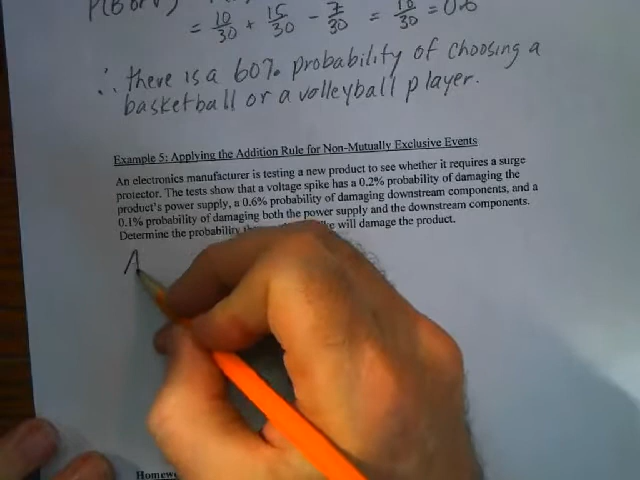 P(B or V)
= 10/30 + 15/30 - 7/30 = 18/30 = 0.6
∴ there is a 60% probability of choosing a
basketball or a volleyball player.
Example 5: Applying the Addition Rule for Non-Mutually Exclusive Events
An electronics manufacturer is testing a new product to see whether it requires a surge
protector. The tests show that a voltage spike has a 0.2% probability of damaging the
product's power supply, a 0.6% probability of damaging downstream components, and a
0.1% probability of damaging both the power supply and the downstream components.
Determine the probability will damage the product.
A